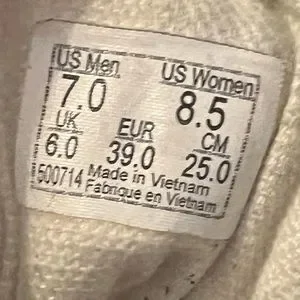 US Men US Women
7.0 8.5
UK EUR CM
6.0 39.0 25.0
500714 Made in Vietnam
Fabriqué en Vietnam